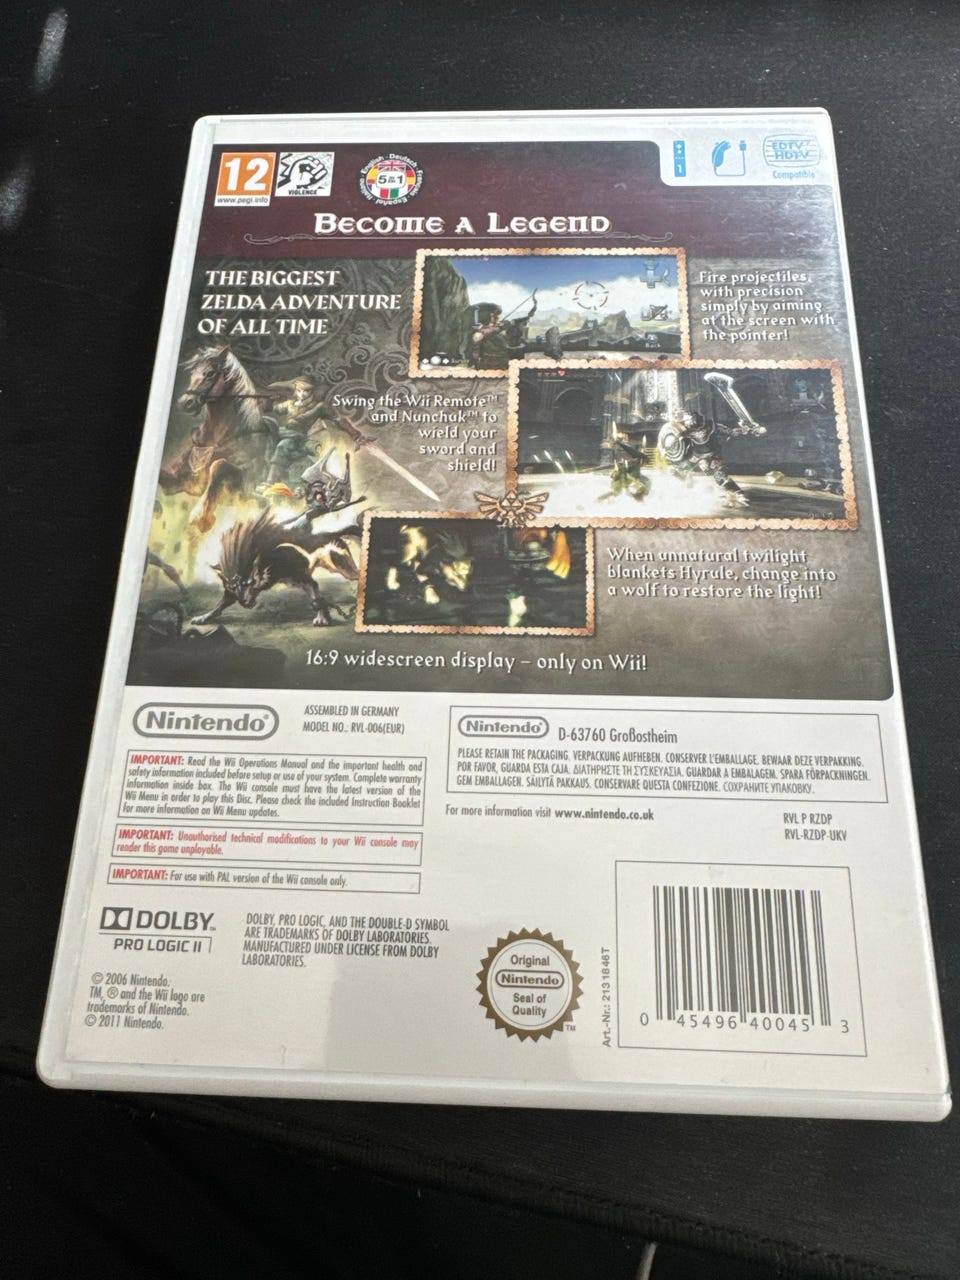 12
www.pegi.info
VIOLENCE
English · Deutsch
Français
Español
Italiano
5 IN 1
1
EDTV
HDTV
Compatible
BECOME A LEGEND
THE BIGGEST
ZELDA ADVENTURE
OF ALL TIME
Fire projectiles
with precision
simply by aiming
at the screen with
the pointer!
Back
Swing the Wii Remote™
and Nunchuk™ to
wield your
sword and
shield!
When unnatural twilight
blankets Hyrule, change into
a wolf to restore the light!
16:9 widescreen display – only on Wii!
Nintendo®
ASSEMBLED IN GERMANY
MODEL NO.: RVL-006(EUR)
IMPORTANT: Read the Wii Operations Manual and the important health and
safety information included before setup or use of your system. Complete warranty
information inside box. The Wii console must have the latest version of the
Wii Menu in order to play this Disc. Please check the included Instruction Booklet
for more information on Wii Menu updates.
IMPORTANT: Unauthorised technical modifications to your Wii console may
render this game unplayable.
IMPORTANT: For use with PAL version of the Wii console only.
Nintendo® D-63760 Großostheim
PLEASE RETAIN THE PACKAGING. VERPACKUNG AUFHEBEN. CONSERVER L'EMBALLAGE. BEWAAR DEZE VERPAKKING.
POR FAVOR, GUARDA ESTA CAJA. ΔΙΑΤΗΡΗΣΤΕ ΤΗ ΣΥΣΚΕΥΑΣΙΑ. GUARDAR A EMBALAGEM. SPARA FÖRPACKNINGEN.
GEM EMBALLAGEN. SÄILYTÄ PAKKAUS. CONSERVARE QUESTA CONFEZIONE. СОХРАНИТЕ УПАКОВКУ.
For more information visit www.nintendo.co.uk
RVL P RZDP
RVL-RZDP-UKV
DOLBY™
PRO LOGIC II
DOLBY, PRO LOGIC, AND THE DOUBLE-D SYMBOL
ARE TRADEMARKS OF DOLBY LABORATORIES.
MANUFACTURED UNDER LICENSE FROM DOLBY
LABORATORIES.
© 2006 Nintendo.
TM, ® and the Wii logo are
trademarks of Nintendo.
© 2011 Nintendo.
Original
Nintendo®
Seal of
Quality
TM
Art.-Nr.: 2131846T
0 45496 40045 3